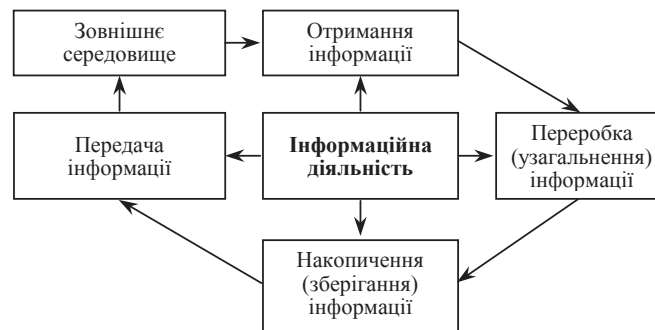 Зовнішнє
середовище
Отримання
інформації
Передача
інформації
Інформаційна
діяльність
Переробка
(узагальнення)
інформації
Накопичення
(зберігання)
інформації